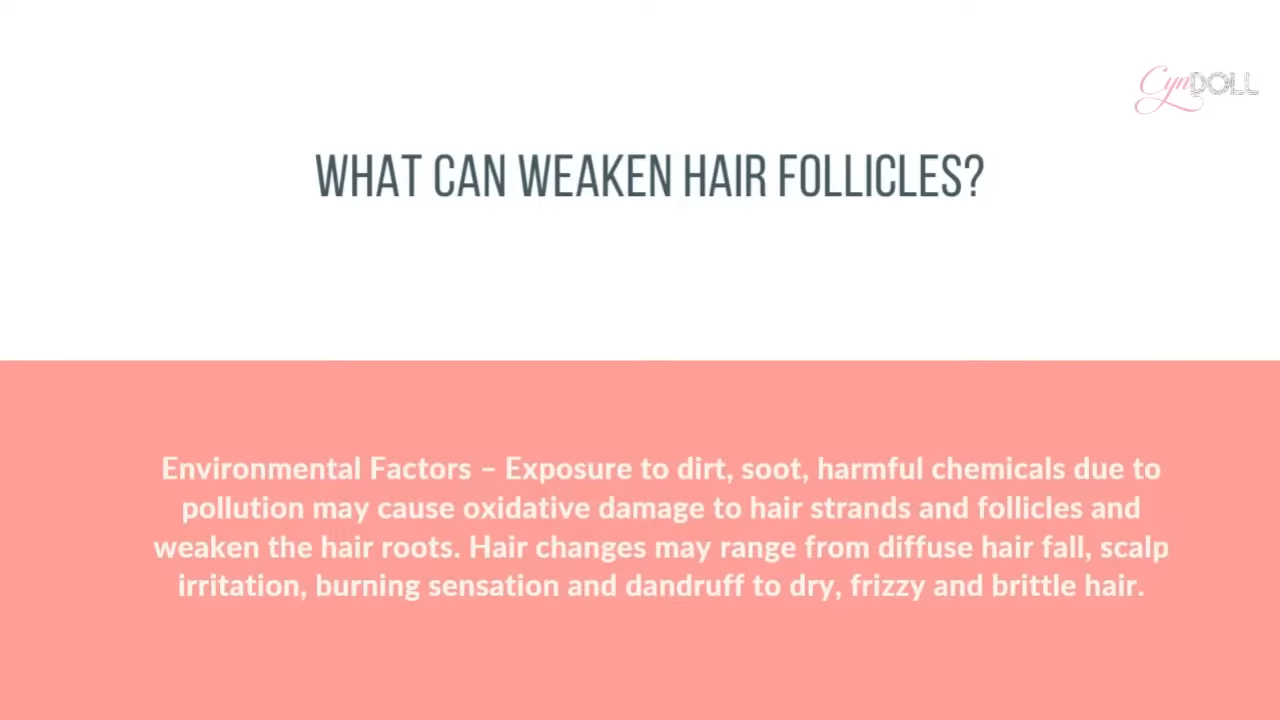 CynDOLL
WHAT CAN WEAKEN HAIR FOLLICLES?
Environmental Factors – Exposure to dirt, soot, harmful chemicals due to
pollution may cause oxidative damage to hair strands and follicles and
weaken the hair roots. Hair changes may range from diffuse hair fall, scalp
irritation, burning sensation and dandruff to dry, frizzy and brittle hair.